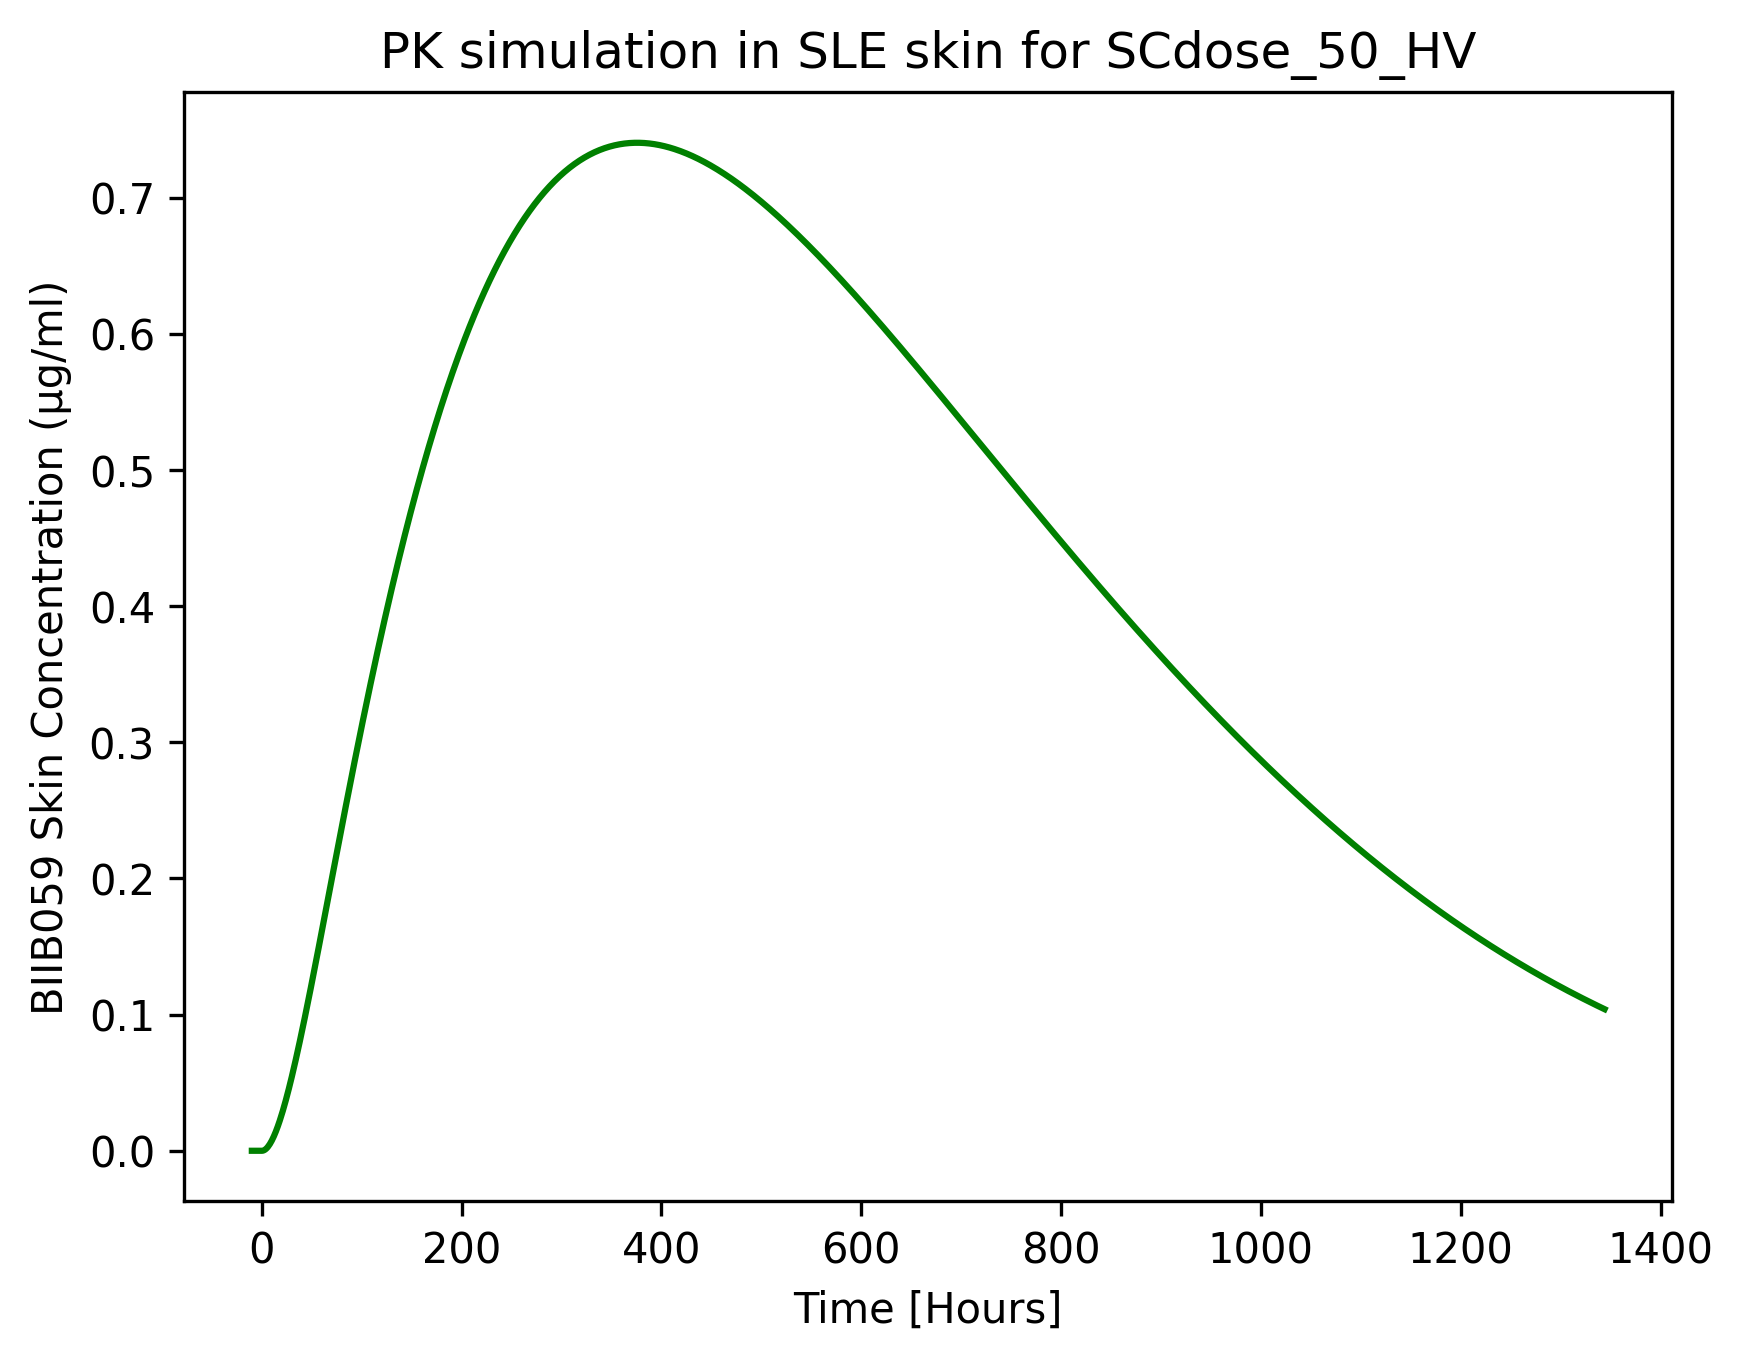 PK simulation in SLE skin for SCdose_50_HV
BIIB059 Skin Concentration (µg/ml)
0.7
0.6
0.5
0.4
0.3
0.2
0.1
0.0
0 200 400 600 800 1000 1200 1400
Time [Hours]